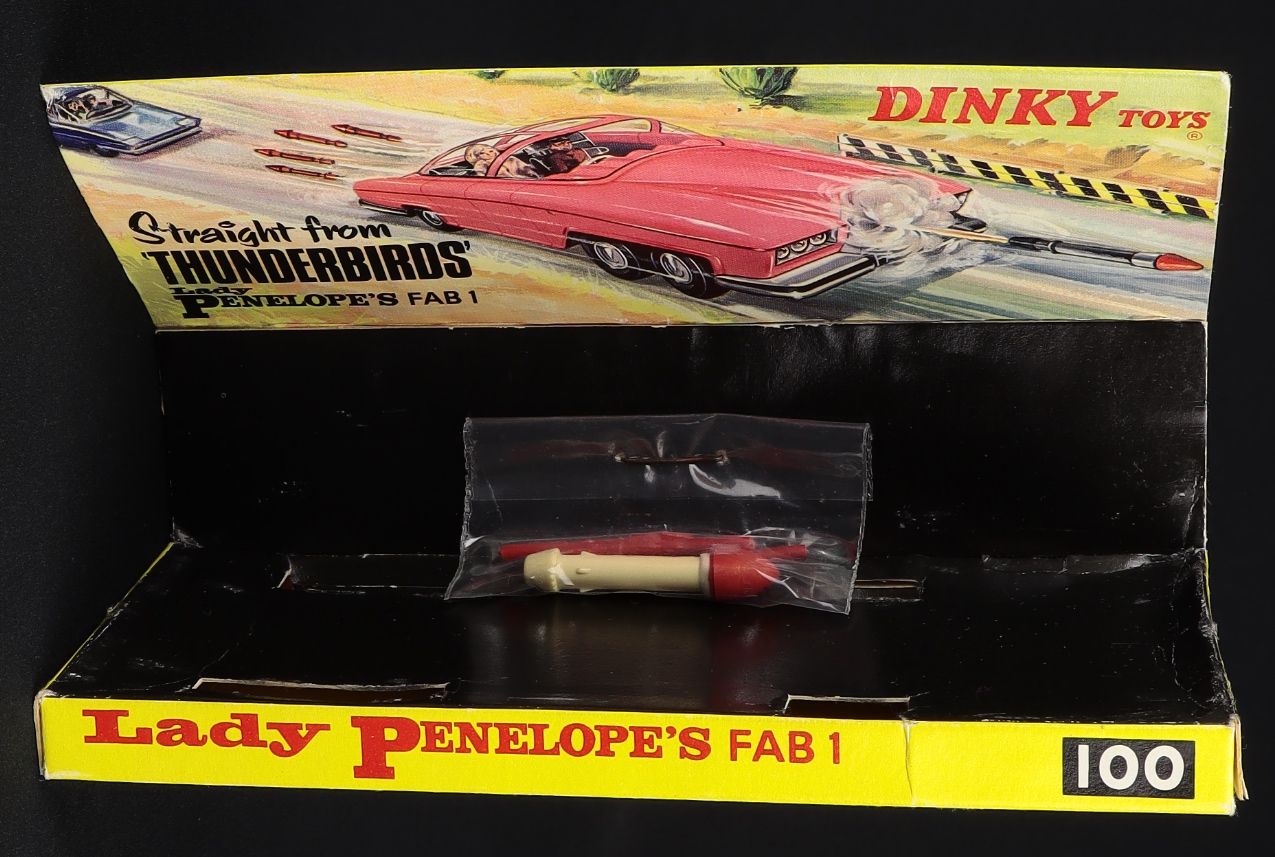 DINKY TOYS
®
Straight from
'THUNDERBIRDS'
Lady
PENELOPE'S FAB 1
Lady PENELOPE'S FAB 1
100